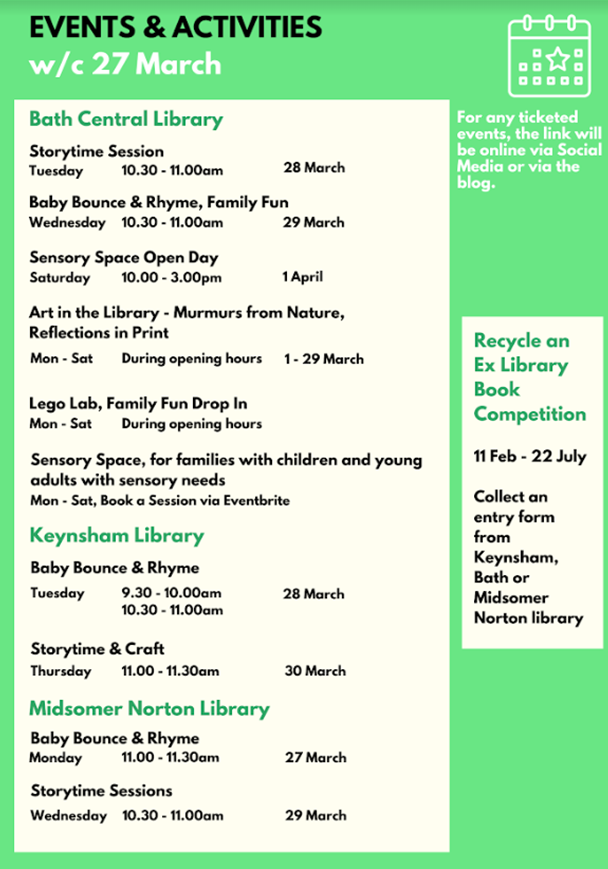 EVENTS & ACTIVITIES
w/c 27 March
For any ticketed
events, the link will
be online via Social
Media or via the
blog.
Bath Central Library
Storytime Session
Tuesday 10.30 - 11.00am 28 March
Baby Bounce & Rhyme, Family Fun
Wednesday 10.30 - 11.00am 29 March
Sensory Space Open Day
Saturday 10.00 - 3.00pm 1 April
Art in the Library - Murmurs from Nature,
Reflections in Print
Mon - Sat During opening hours 1 - 29 March
Lego Lab, Family Fun Drop In
Mon - Sat During opening hours
Sensory Space, for families with children and young
adults with sensory needs
Mon - Sat, Book a Session via Eventbrite
Keynsham Library
Baby Bounce & Rhyme
Tuesday 9.30 - 10.00am 28 March
10.30 - 11.00am
Storytime & Craft
Thursday 11.00 - 11.30am 30 March
Midsomer Norton Library
Baby Bounce & Rhyme
Monday 11.00 - 11.30am 27 March
Storytime Sessions
Wednesday 10.30 - 11.00am 29 March
Recycle an
Ex Library
Book
Competition
11 Feb - 22 July
Collect an
entry form
from
Keynsham,
Bath or
Midsomer
Norton library